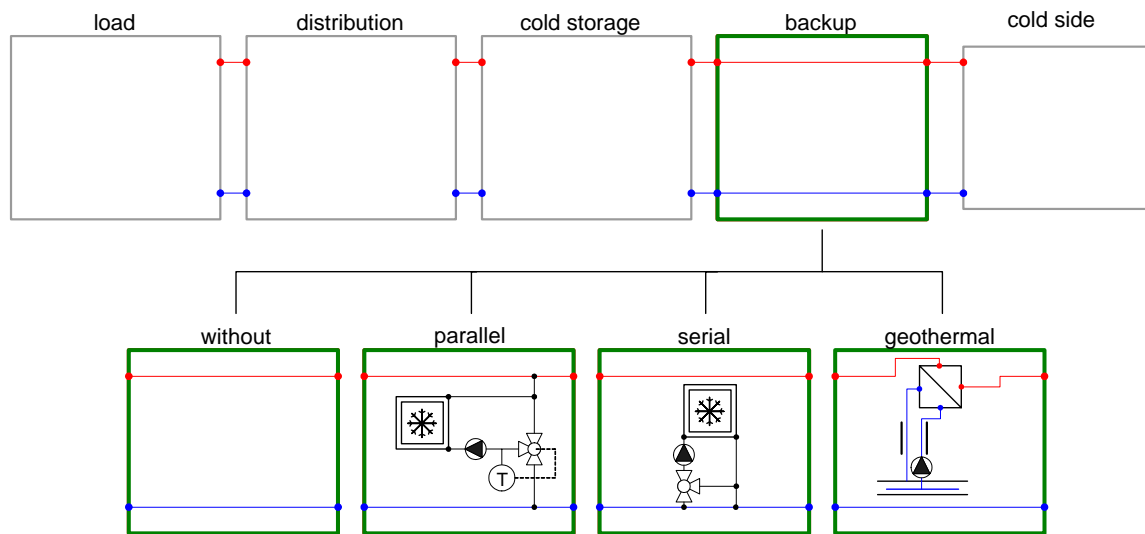 load
distribution
cold storage
backup
cold side
without
parallel
serial
geothermal
T